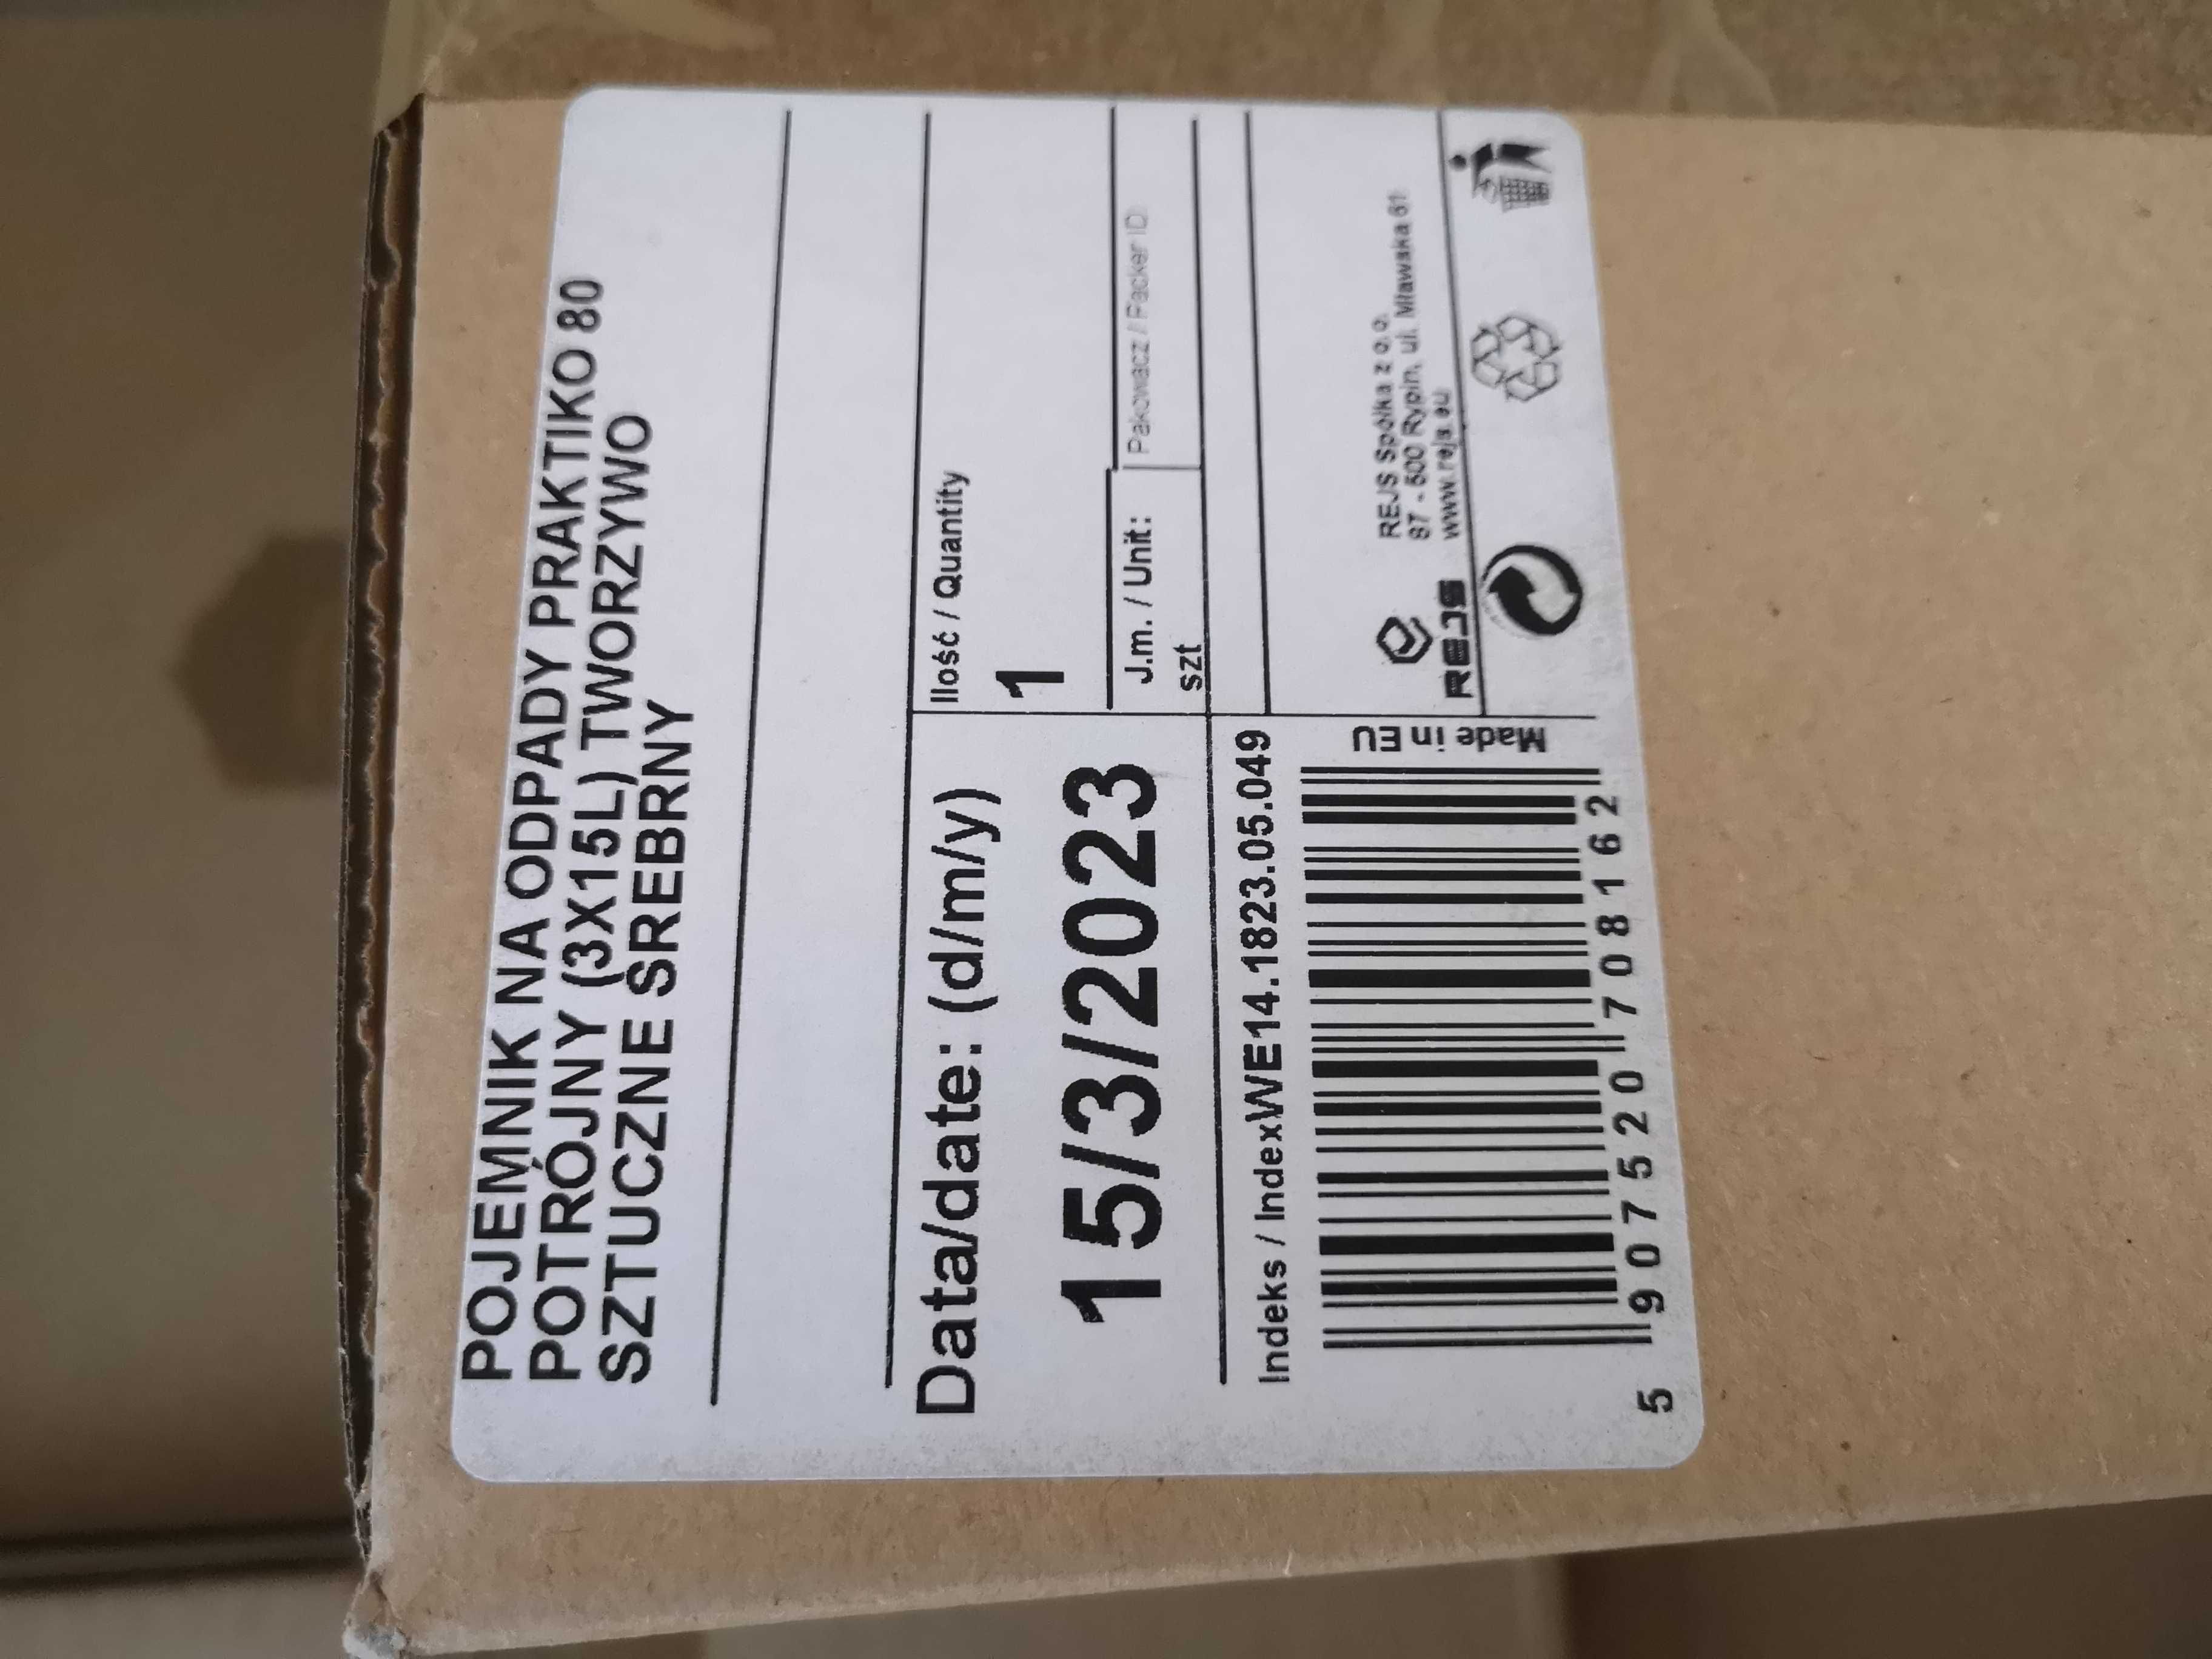 POJEMNIK NA ODPADY PRAKTIKO 80
POTRÓJNY (3X15L) TWORZYWO
SZTUCZNE SREBRNY
Data/date: (d/m/y)
15/3/2023
Ilość / Quantity
1
J.m. / Unit:
szt
Pakowacz / Packer ID:
Indeks / IndexWE14.1823.05.049
5 907520 708162
Made in EU
REJS
REJS Spółka z o.o.
87 - 500 Rypin, ul. Mławska 61
www.rejs.eu